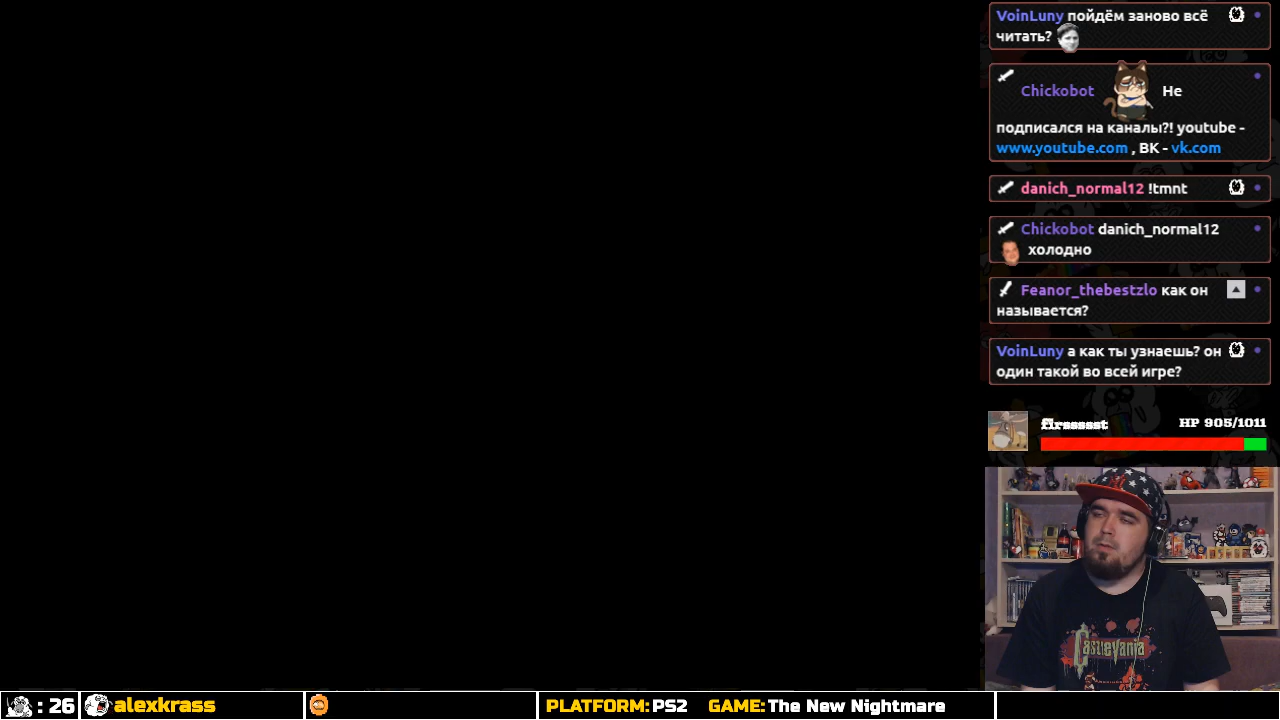 VoinLuny пойдём заново всё
читать?
Chickobot Не
подписался на каналы?! youtube -
www.youtube.com , ВК - vk.com
danich_normal12 !tmnt
Chickobot danich_normal12
холодно
Feanor_thebestzlo как он
называется?
VoinLuny а как ты узнаешь? он
один такой во всей игре?
firsssssst HP 905/1011
Castlevania
: 26 alexkrass PLATFORM: PS2 GAME: The New Nightmare